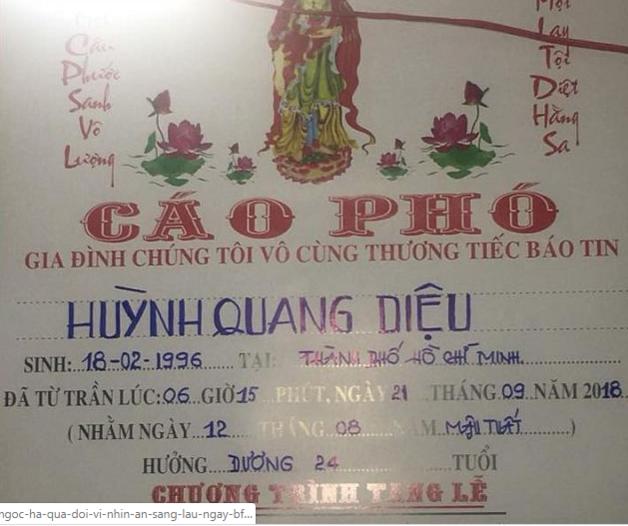 Cầu
Phước
Sánh
Vô
Lượng
Một
Lạy
Tội
Diệt
Hằng
Sa
CÁO PHÓ
GIA ĐÌNH CHÚNG TÔI VÔ CÙNG THƯƠNG TIẾC BÁO TIN
HUỲNH QUANG DIỆU
SINH: 18-02-1996 TẠI: THÀNH PHỐ HỒ CHÍ MINH
ĐÃ TỪ TRẦN LÚC: 06 GIỜ 15 PHÚT, NGÀY 21 THÁNG 09 NĂM 2018
( NHẰM NGÀY 12 THÁNG 08 NĂM MẬU TUẤT )
HƯỞNG DƯƠNG 24 TUỔI
CHƯƠNG TRÌNH TANG LỄ
ngoc-ha-qua-doi-vi-nhin-an-sang-lau-ngay-bf...